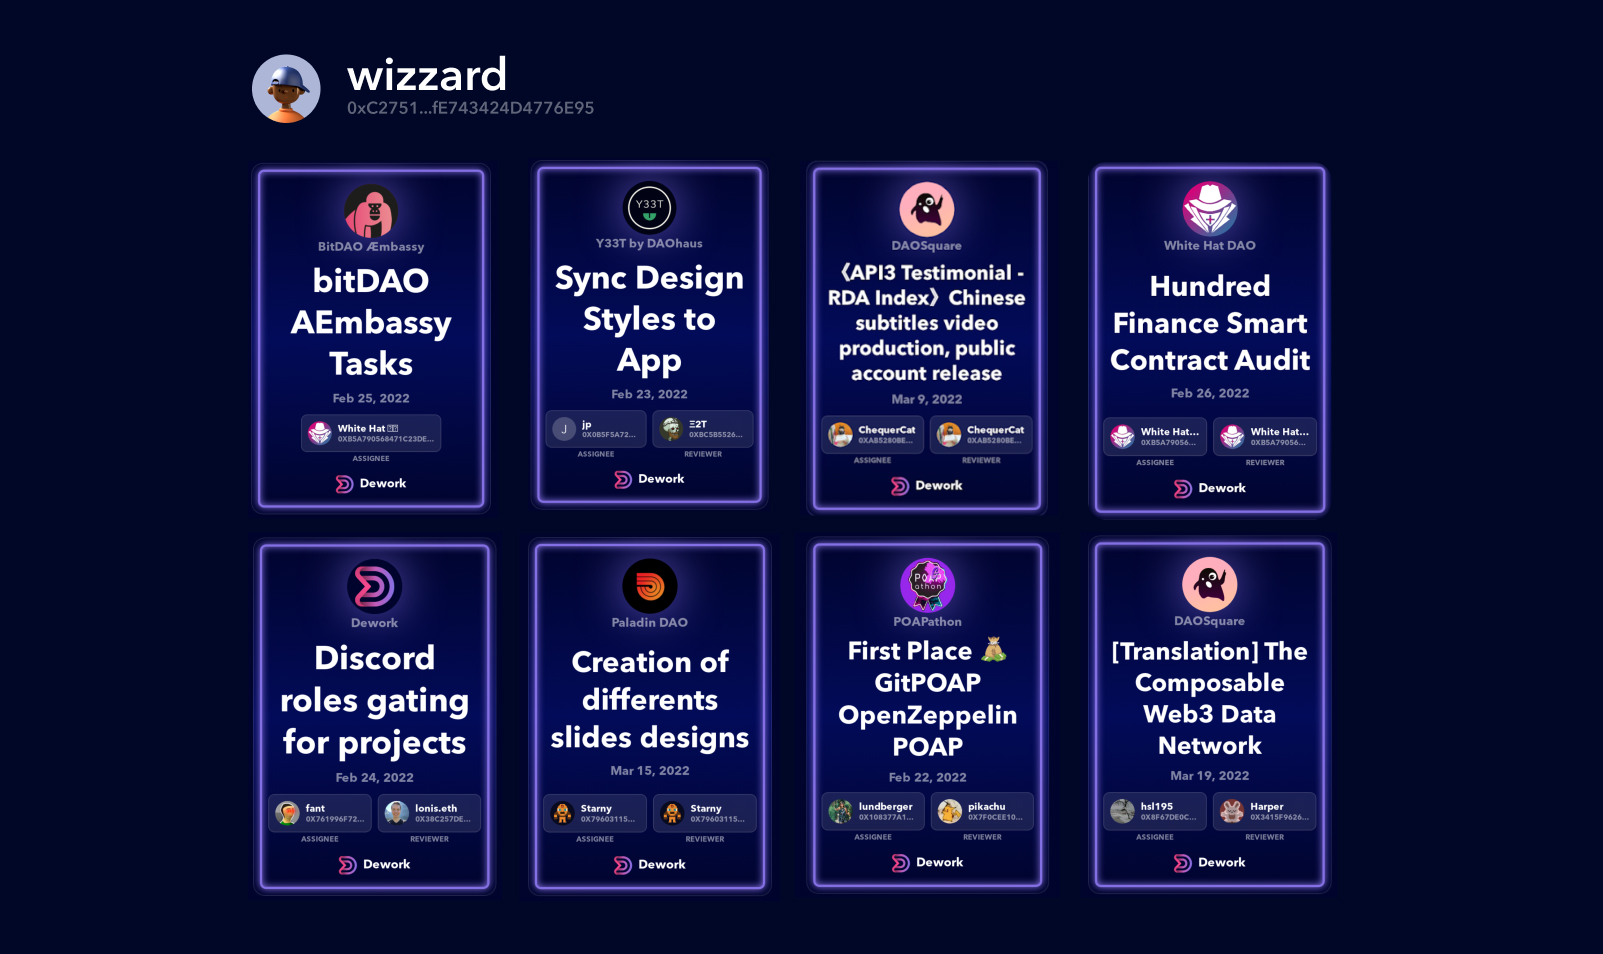 wizzard
0xC2751...fE743424D4776E95
BitDAO Æmbassy
bitDAO
AEmbassy
Tasks
Feb 25, 2022
White Hat
0XB5A790568471C23DE...
ASSIGNEE
Dework
Y33T
Y33T by DAOhaus
Sync Design
Styles to
App
Feb 23, 2022
J
jp
0X0B5F5A72...
ASSIGNEE
Ξ2T
0XBC5B5526...
REVIEWER
Dework
DAOSquare
《API3 Testimonial -
RDA Index》Chinese
subtitles video
production, public
account release
Mar 9, 2022
ChequerCat
0XAB5280BE...
ASSIGNEE
ChequerCat
0XAB5280BE...
REVIEWER
Dework
White Hat DAO
Hundred
Finance Smart
Contract Audit
Feb 26, 2022
White Hat...
0XB5A79056...
ASSIGNEE
White Hat...
0XB5A79056...
REVIEWER
Dework
Dework
Discord
roles gating
for projects
Feb 24, 2022
fant
0X761996F72...
ASSIGNEE
lonis.eth
0X38C257DE...
REVIEWER
Dework
Paladin DAO
Creation of
differents
slides designs
Mar 15, 2022
Starny
0X79603115...
ASSIGNEE
Starny
0X79603115...
REVIEWER
Dework
POAP
athon
POAPathon
First Place
GitPOAP
OpenZeppelin
POAP
Feb 22, 2022
lundberger
0X108377A1...
ASSIGNEE
pikachu
0X7F0CEE10...
REVIEWER
Dework
DAOSquare
[Translation] The
Composable
Web3 Data
Network
Mar 19, 2022
hsl195
0X8F67DE0C...
ASSIGNEE
Harper
0X3415F9626...
REVIEWER
Dework